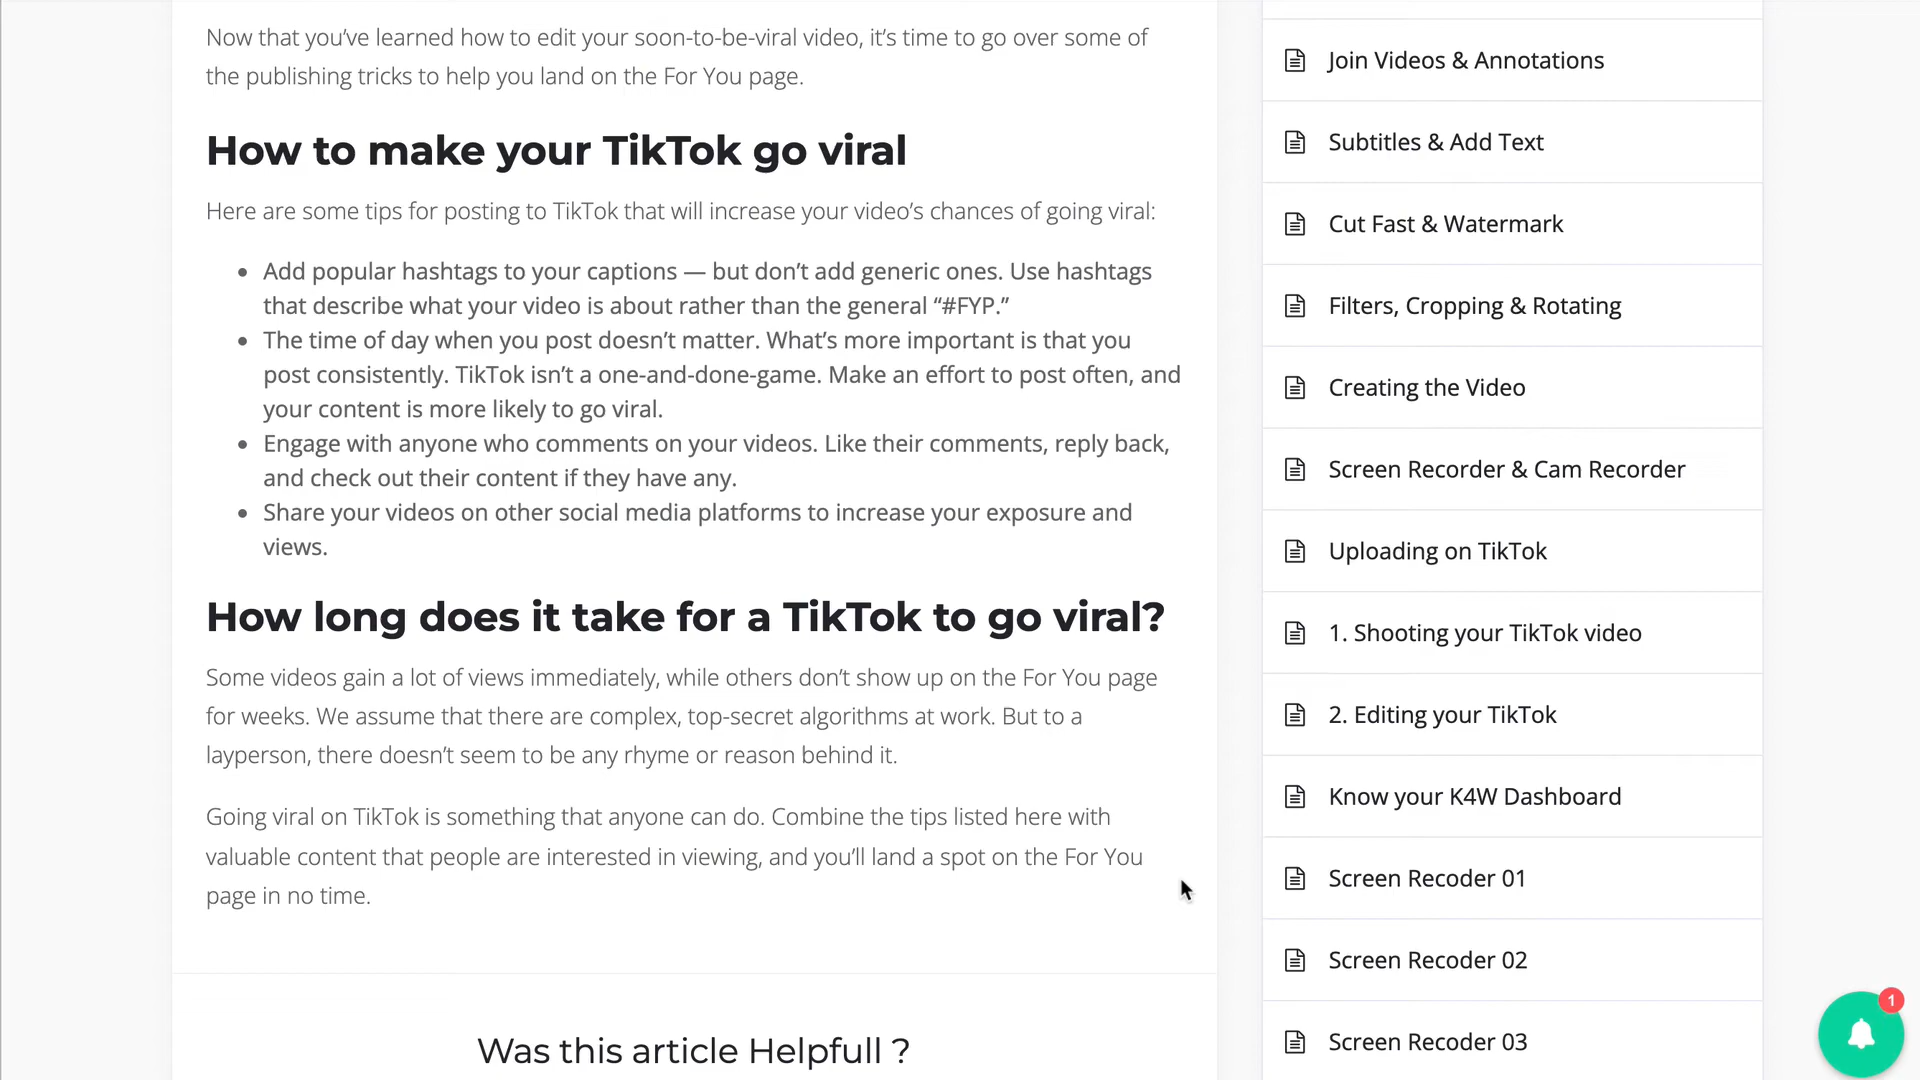 Now that you’ve learned how to edit your soon-to-be-viral video, it’s time to go over some of
the publishing tricks to help you land on the For You page.
How to make your TikTok go viral
Here are some tips for posting to TikTok that will increase your video’s chances of going viral:
• Add popular hashtags to your captions — but don’t add generic ones. Use hashtags
that describe what your video is about rather than the general “#FYP.”
• The time of day when you post doesn’t matter. What’s more important is that you
post consistently. TikTok isn’t a one-and-done-game. Make an effort to post often, and
your content is more likely to go viral.
• Engage with anyone who comments on your videos. Like their comments, reply back,
and check out their content if they have any.
• Share your videos on other social media platforms to increase your exposure and
views.
How long does it take for a TikTok to go viral?
Some videos gain a lot of views immediately, while others don’t show up on the For You page
for weeks. We assume that there are complex, top-secret algorithms at work. But to a
layperson, there doesn’t seem to be any rhyme or reason behind it.
Going viral on TikTok is something that anyone can do. Combine the tips listed here with
valuable content that people are interested in viewing, and you’ll land a spot on the For You
page in no time.
Was this article Helpfull ?
Join Videos & Annotations
Subtitles & Add Text
Cut Fast & Watermark
Filters, Cropping & Rotating
Creating the Video
Screen Recorder & Cam Recorder
Uploading on TikTok
1. Shooting your TikTok video
2. Editing your TikTok
Know your K4W Dashboard
Screen Recoder 01
Screen Recoder 02
Screen Recoder 03
1